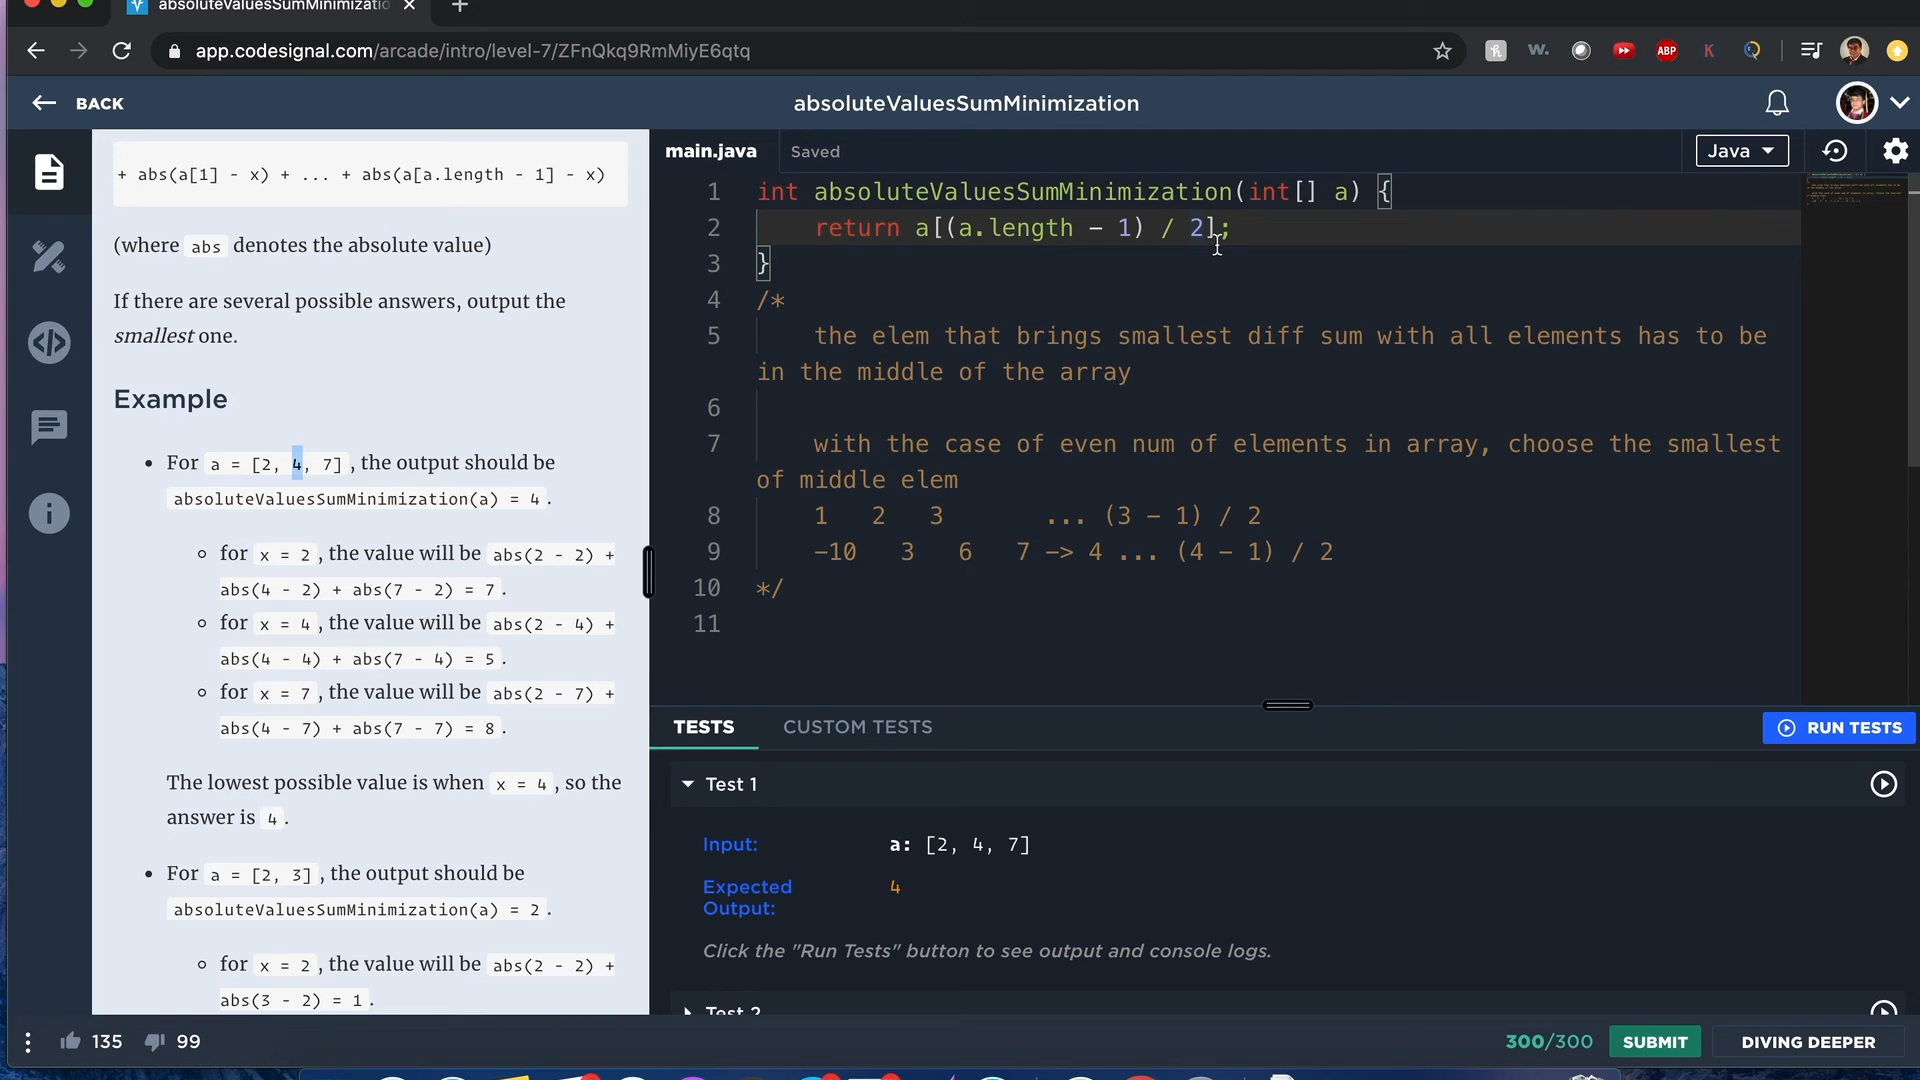 absoluteValuesSumMinimizatio
app.codesignal.com/arcade/intro/level-7/ZFnQkq9RmMiyE6qtq
W.
ABP
K
BACK
absoluteValuesSumMinimization
+ abs(a[1] - x) + ... + abs(a[a.length - 1] - x)
(where abs denotes the absolute value)
If there are several possible answers, output the
smallest one.
Example
• For a = [2, 4, 7], the output should be
absoluteValuesSumMinimization(a) = 4.
for x = 2, the value will be abs(2 - 2) +
abs(4 - 2) + abs(7 - 2) = 7.
for x = 4, the value will be abs(2 - 4) +
abs(4 - 4) + abs(7 - 4) = 5.
for x = 7, the value will be abs(2 - 7) +
abs(4 - 7) + abs(7 - 7) = 8.
The lowest possible value is when x = 4, so the
answer is 4.
• For a = [2, 3], the output should be
absoluteValuesSumMinimization(a) = 2.
for x = 2, the value will be abs(2 - 2) +
abs(3 - 2) = 1.
135 99
main.java Saved Java
1 int absoluteValuesSumMinimization(int[] a) {
2 return a[(a.length - 1) / 2];
3 }
4 /*
5 the elem that brings smallest diff sum with all elements has to be
in the middle of the array
6
7 with the case of even num of elements in array, choose the smallest
of middle elem
8 1 2 3 ... (3 - 1) / 2
9 -10 3 6 7 -> 4 ... (4 - 1) / 2
10 */
11
TESTS CUSTOM TESTS RUN TESTS
Test 1
Input: a: [2, 4, 7]
Expected 4
Output:
Click the "Run Tests" button to see output and console logs.
Test 2
300/300 SUBMIT DIVING DEEPER